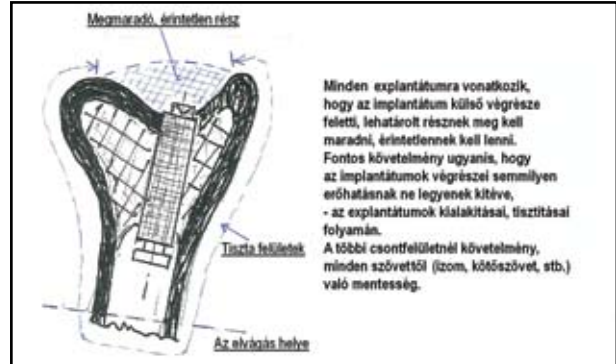 Megmaradó, érintetlen rész
Minden explantátumra vonatkozik,
hogy az implantátum külső végrésze
feletti, lehatárolt résznek meg kell
maradni, érintetlennek kell lenni.
Fontos követelmény ugyanis, hogy
az implantátumok végrészei semmilyen
erőhatásnak ne legyenek kitéve,
- az explantátumok kialakításai, tisztításai
folyamán.
A többi csontfelületnél követelmény,
minden szövettől (izom, kötőszövet, stb.)
való mentesség.
Tiszta felületek
Az elvágás helye